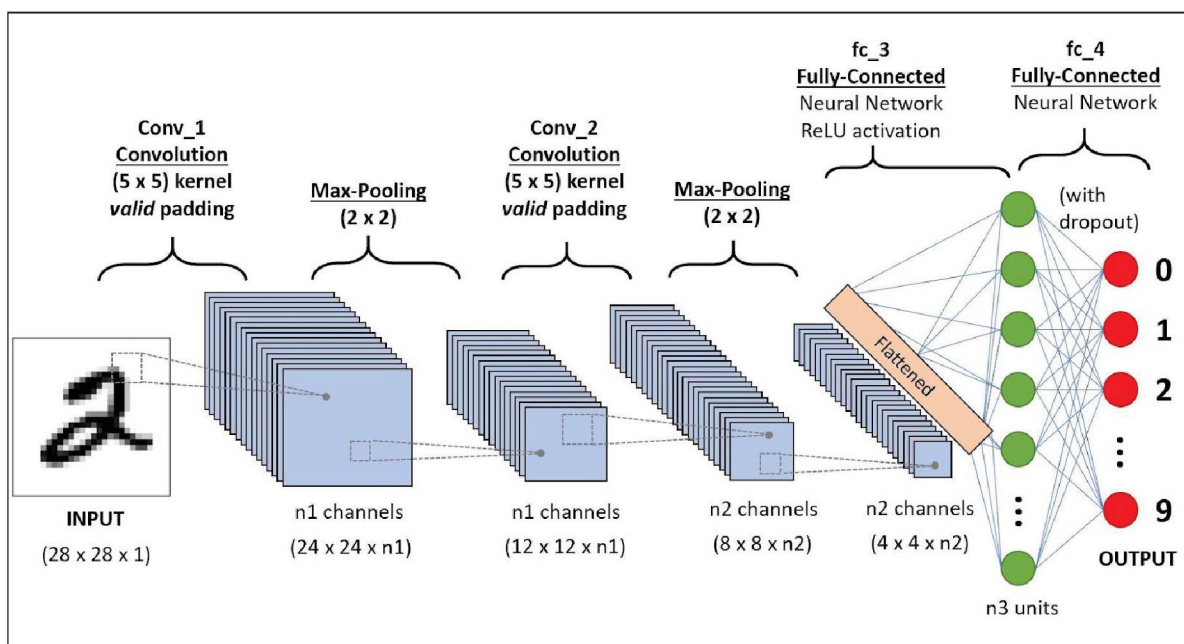 Conv_1
Convolution
(5 x 5) kernel
valid padding
Max-Pooling
(2 x 2)
Conv_2
Convolution
(5 x 5) kernel
valid padding
Max-Pooling
(2 x 2)
fc_3
Fully-Connected
Neural Network
ReLU activation
fc_4
Fully-Connected
Neural Network
(with
dropout)
Flattened
0
1
2
9
OUTPUT
2
INPUT
(28 x 28 x 1)
n1 channels
(24 x 24 x n1)
n1 channels
(12 x 12 x n1)
n2 channels
(8 x 8 x n2)
n2 channels
(4 x 4 x n2)
n3 units